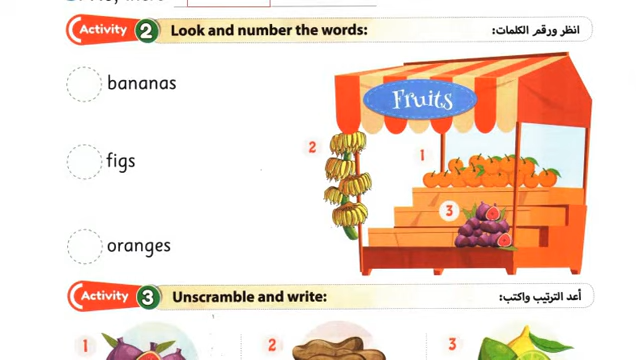 Activity 2 Look and number the words: انظر ورقم الكلمات:
bananas
Fruits
2
1
figs
3
oranges
Activity 3 Unscramble and write: أعد الترتيب واكتب:
1 2 3